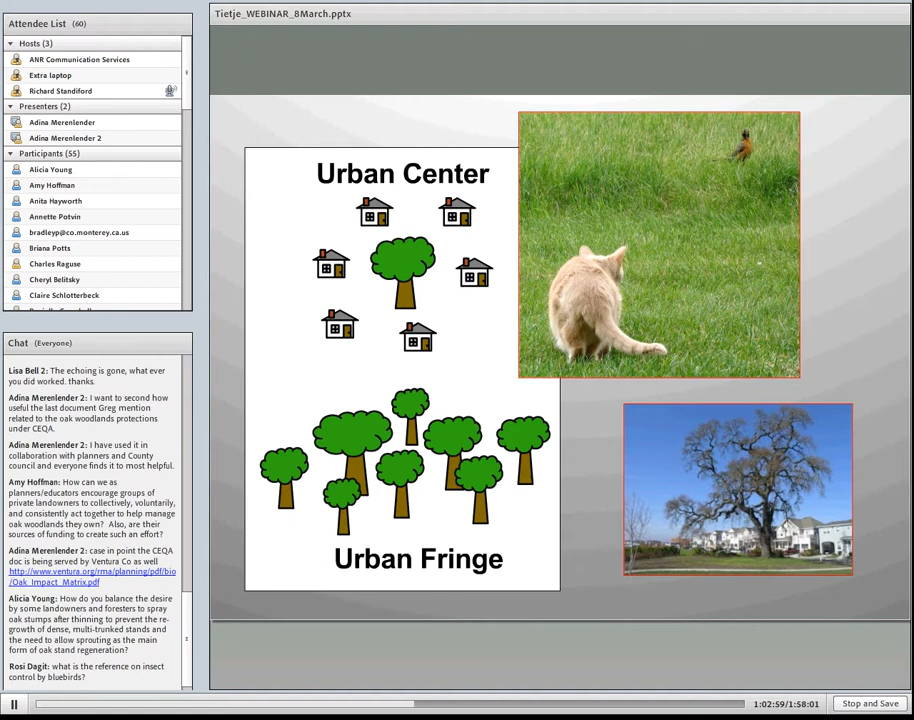 Attendee List (60)
Hosts (3)
ANR Communication Services
Extra laptop
Richard Standiford
Presenters (2)
Adina Merenlender
Adina Merenlender 2
Participants (55)
Alicia Young
Amy Hoffman
Anita Hayworth
Annette Potvin
bradleyp@co.monterey.ca.us
Briana Potts
Charles Raguse
Cheryl Belitsky
Claire Schlotterbeck
Chat (Everyone)
Lisa Bell 2: The echoing is gone, what ever
you did worked. thanks.
Adina Merenlender 2: I want to second how
useful the last document Greg mention
related to the oak woodlands protections
under CEQA.
Adina Merenlender 2: I have used it in
collaboration with planners and County
council and everyone finds it to most helpful.
Amy Hoffman: How can we as
planners/educators encourage groups of
private landowners to collectively, voluntarily,
and consistently act together to help manage
oak woodlands they own? Also, are their
sources of funding to create such an effort?
Adina Merenlender 2: case in point the CEQA
doc is being served by Ventura Co as well
http://www.ventura.org/rma/planning/pdf/bio
/Oak_Impact_Matrix.pdf
Alicia Young: How do you balance the desire
by some landowners and foresters to spray
oak stumps after thinning to prevent the re-
growth of dense, multi-trunked stands and
the need to allow sprouting as the main
form of oak stand regeneration?
Rosi Dagit: what is the reference on insect
control by bluebirds?
Tietje_WEBINAR_8March.pptx
Urban Center
Urban Fringe
1:02:59/1:58:01
Stop and Save